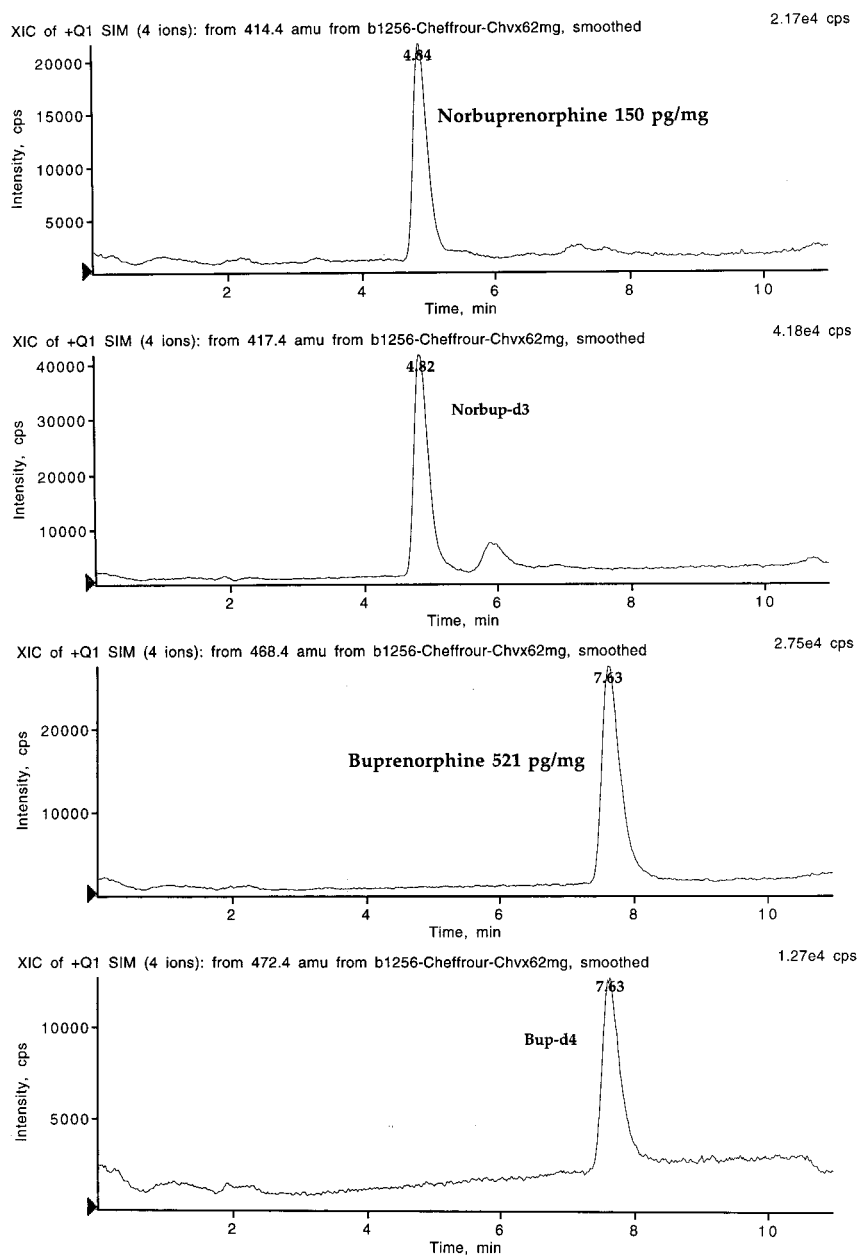 XIC of +Q1 SIM (4 ions): from 414.4 amu from b1256-Cheffrour-Chvx62mg, smoothed
2.17e4 cps
4.84
Norbuprenorphine 150 pg/mg
Intensity, cps
20000
15000
10000
5000
2 4 6 8 10
Time, min
XIC of +Q1 SIM (4 ions): from 417.4 amu from b1256-Cheffrour-Chvx62mg, smoothed
4.18e4 cps
4.82
Norbup-d3
Intensity, cps
40000
30000
20000
10000
2 4 6 8 10
Time, min
XIC of +Q1 SIM (4 ions): from 468.4 amu from b1256-Cheffrour-Chvx62mg, smoothed
2.75e4 cps
7.63
Buprenorphine 521 pg/mg
Intensity, cps
20000
10000
2 4 6 8 10
Time, min
XIC of +Q1 SIM (4 ions): from 472.4 amu from b1256-Cheffrour-Chvx62mg, smoothed
1.27e4 cps
7.63
Bup-d4
Intensity, cps
10000
5000
2 4 6 8 10
Time, min